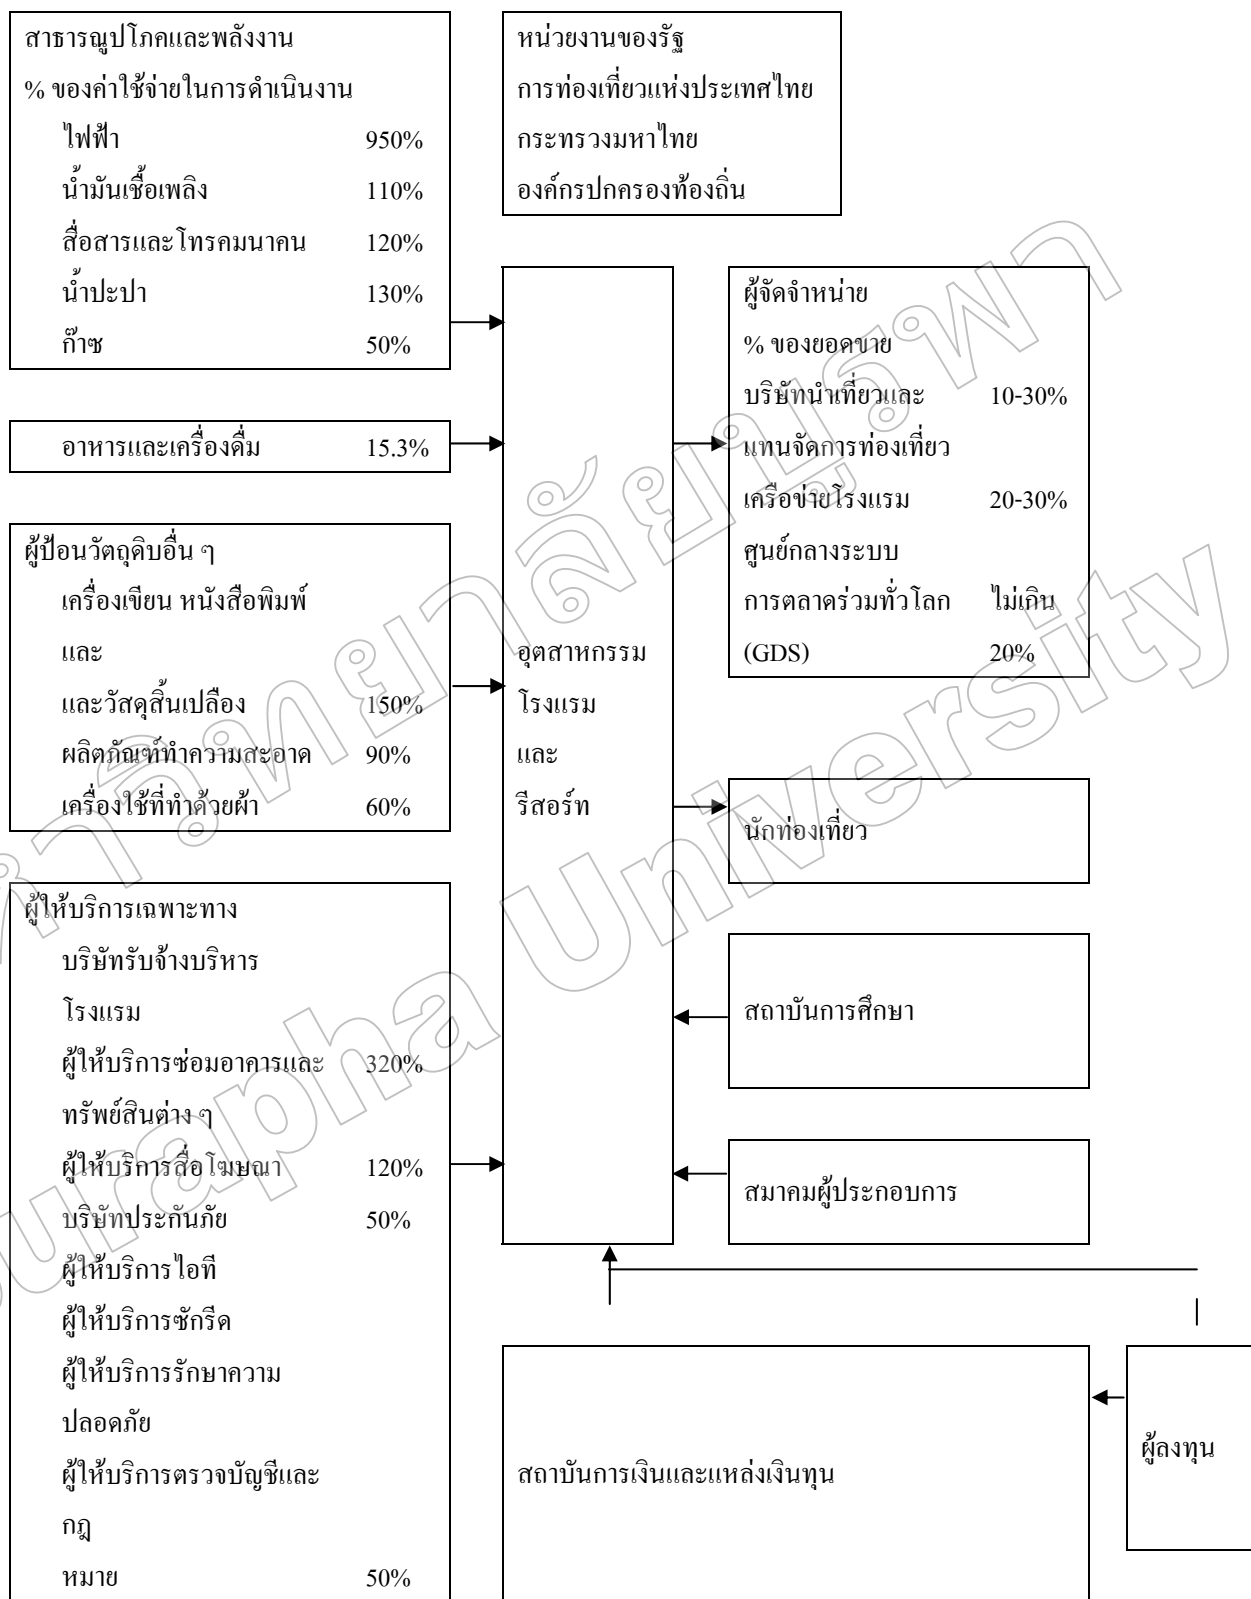 สาธารณูปโภคและพลังงาน
% ของค่าใช้จ่ายในการดำเนินงาน
ไฟฟ้า 950%
น้ำมันเชื้อเพลิง 110%
สื่อสารและโทรคมนาคน 120%
น้ำปะปา 130%
ก๊าซ 50%
อาหารและเครื่องดื่ม 15.3%
ผู้ป้อนวัตถุดิบอื่น ๆ
เครื่องเขียน หนังสือพิมพ์
และ
และวัสดุสิ้นเปลือง 150%
ผลิตภัณฑ์ทำความสะอาด 90%
เครื่องใช้ที่ทำด้วยผ้า 60%
ผู้ให้บริการเฉพาะทาง
บริษัทรับจ้างบริหาร
โรงแรม
ผู้ให้บริการซ่อมอาคารและ 320%
ทรัพย์สินต่าง ๆ
ผู้ให้บริการสื่อโฆษณา 120%
บริษัทประกันภัย 50%
ผู้ให้บริการไอที
ผู้ให้บริการซักรีด
ผู้ให้บริการรักษาความ
ปลอดภัย
ผู้ให้บริการตรวจบัญชีและ
กฎ
หมาย 50%
หน่วยงานของรัฐ
การท่องเที่ยวแห่งประเทศไทย
กระทรวงมหาไทย
องค์กรปกครองท้องถิ่น
อุตสาหกรรม
โรงแรม
และ
รีสอร์ท
ผู้จัดจำหน่าย
% ของยอดขาย
บริษัทนำเที่ยวและ 10-30%
แทนจัดการท่องเที่ยว
เครือข่ายโรงแรม 20-30%
ศูนย์กลางระบบ
การตลาดร่วมทั่วโลก ไม่เกิน
(GDS) 20%
นักท่องเที่ยว
สถาบันการศึกษา
สมาคมผู้ประกอบการ
สถาบันการเงินและแหล่งเงินทุน
ผู้ลงทุน
มหาวิทยาลัยบูรพา
Burapha University